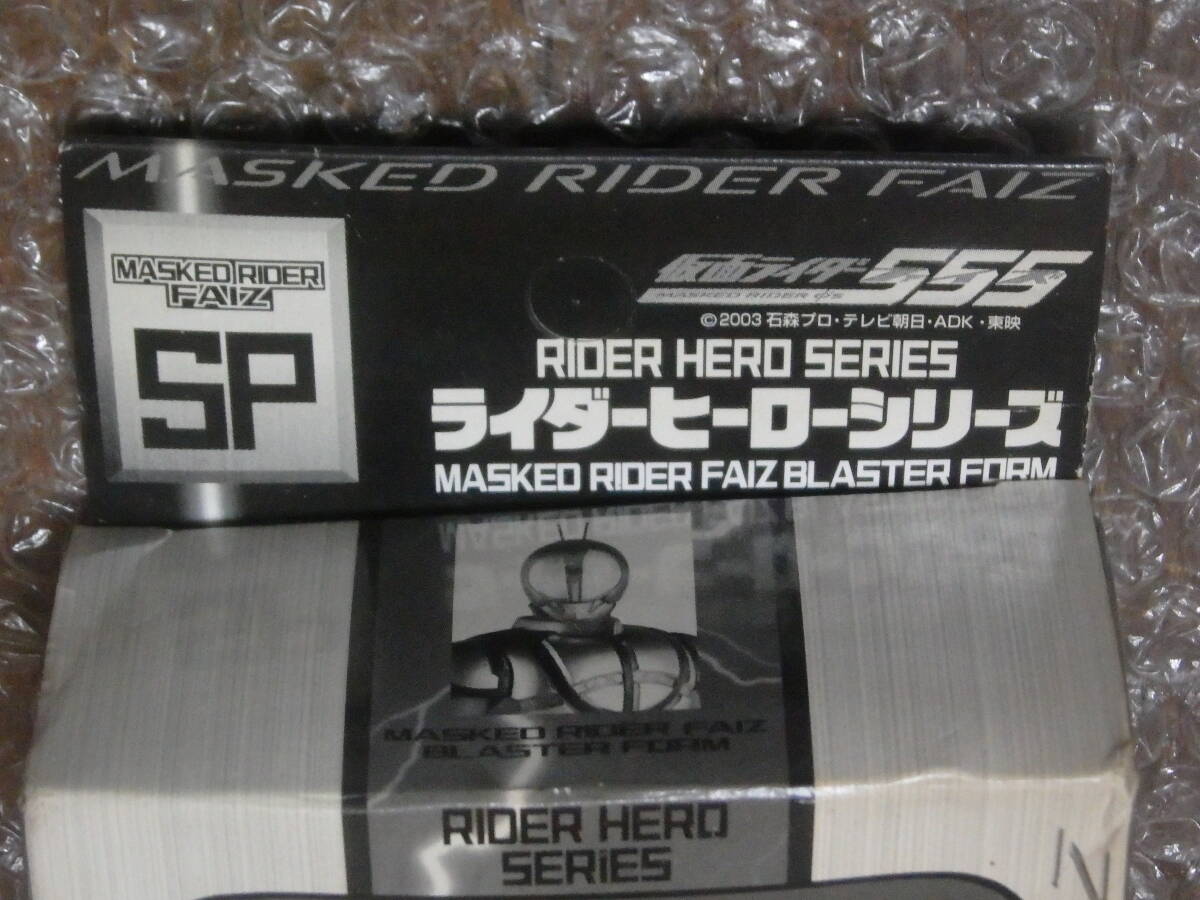 MASKED RIDER FAIZ
MASKED RIDER
FAIZ
SP
仮面ライダー555
MASKED RIDER φ's
©2003 石森プロ・テレビ朝日・ADK・東映
RIDER HERO SERIES
ライダーヒーローシリーズ
MASKED RIDER FAIZ BLASTER FORM
MASKED RIDER FAIZ
BLASTER FORM
RIDER HERO
SERIES